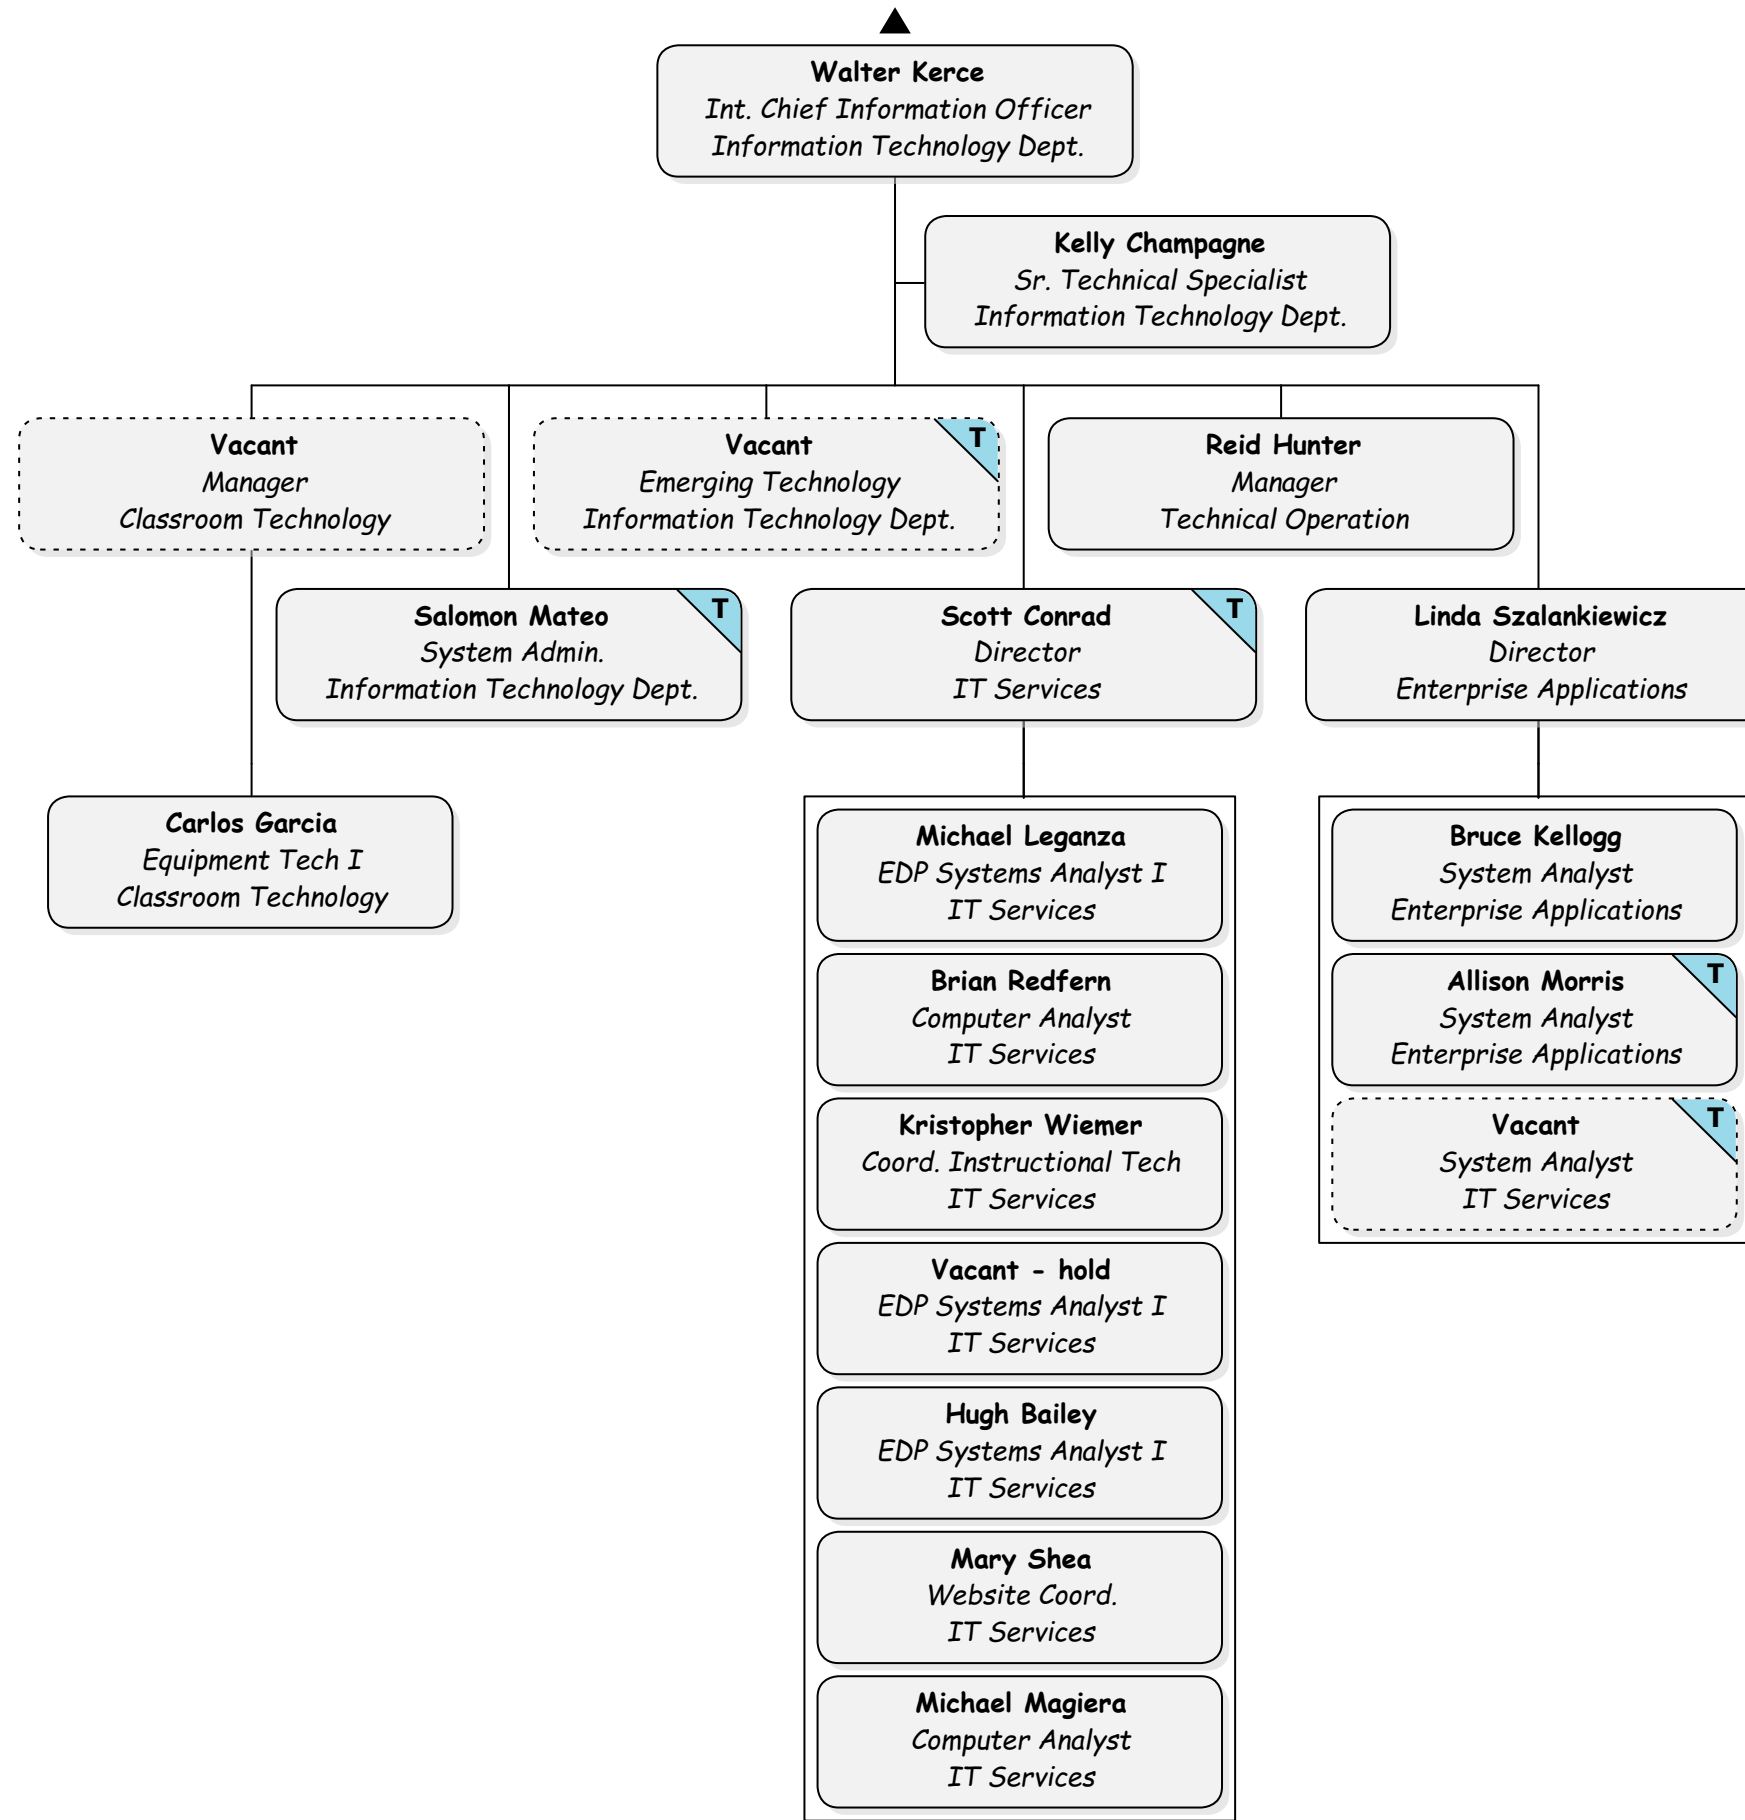 Walter Kerce
Int. Chief Information Officer
Information Technology Dept.
Kelly Champagne
Sr. Technical Specialist
Information Technology Dept.
Vacant
Manager
Classroom Technology
Vacant
T
Emerging Technology
Information Technology Dept.
Reid Hunter
Manager
Technical Operation
Salomon Mateo
T
System Admin.
Information Technology Dept.
Scott Conrad
T
Director
IT Services
Linda Szalankiewicz
Director
Enterprise Applications
Carlos Garcia
Equipment Tech I
Classroom Technology
Michael Leganza
EDP Systems Analyst I
IT Services
Brian Redfern
Computer Analyst
IT Services
Kristopher Wiemer
Coord. Instructional Tech
IT Services
Vacant - hold
EDP Systems Analyst I
IT Services
Hugh Bailey
EDP Systems Analyst I
IT Services
Mary Shea
Website Coord.
IT Services
Michael Magiera
Computer Analyst
IT Services
Bruce Kellogg
System Analyst
Enterprise Applications
Allison Morris
T
System Analyst
Enterprise Applications
Vacant
T
System Analyst
IT Services